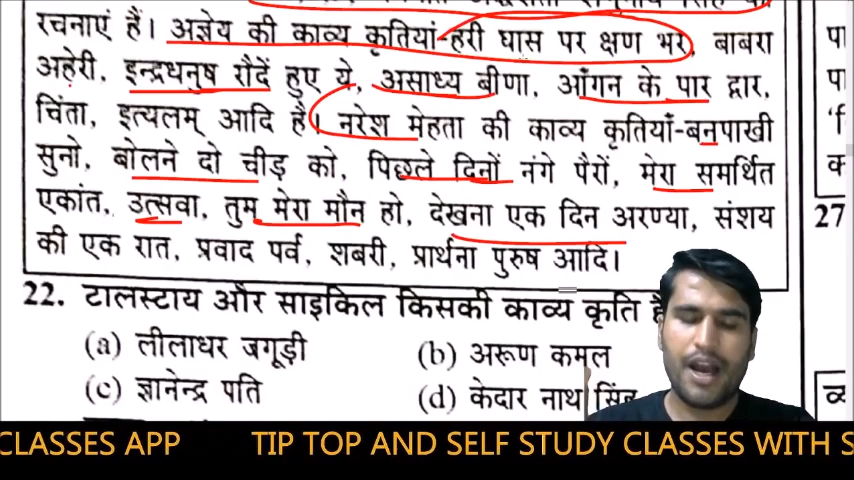 रचनाएं हैं। अज्ञेय की काव्य कृतियां-हरी घास पर क्षण भर, बाबरा
अहेरी, इन्द्रधनुष रौदें हुए ये, असाध्य बीणा, आँगन के पार द्वार,
चिंता, इत्यलम् आदि है। नरेश मेहता की काव्य कृतियाँ-बनपाखी
सुनो, बोलने दो चीड़ को, पिछले दिनों नंगे पैरों, मेरा समर्थित
एकांत, उत्सवा, तुम मेरा मौन हो, देखना एक दिन अरण्या, संशय
की एक रात, प्रवाद पर्व, शबरी, प्रार्थना पुरुष आदि।
22. टालस्टाय और साइकिल किसकी काव्य कृति है
(a) लीलाधर जगूड़ी
(b) अरूण कमल
(c) ज्ञानेन्द्र पति
(d) केदार नाथ सिंह
27
CLASSES APP TIP TOP AND SELF STUDY CLASSES WITH S